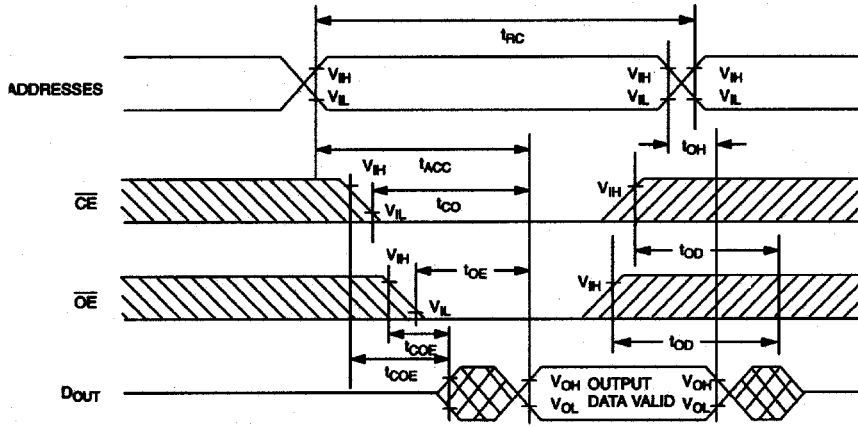 tRC
ADDRESSES
VIH
VIL
VIH
VIL
VIH
VIL
tOH
tACC
CE
VIH
VIL
tCO
VIH
tOD
OE
VIH
VIL
tOE
VIH
tOD
tCOE
tCOE
DOUT
VOH OUTPUT VOH
VOL DATA VALID VOL